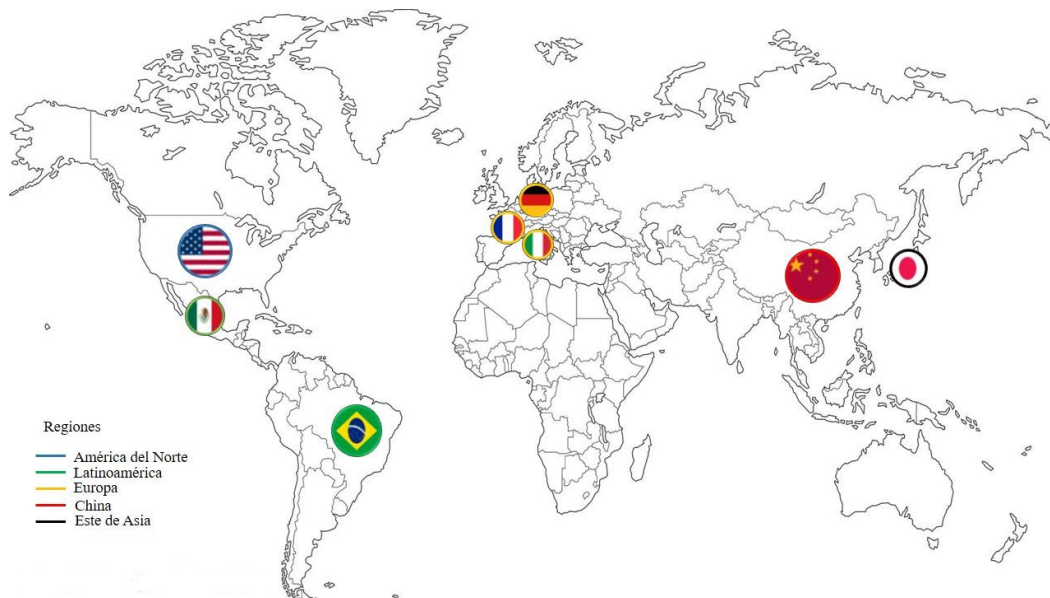 Regiones
América del Norte
Latinoamérica
Europa
China
Este de Asia